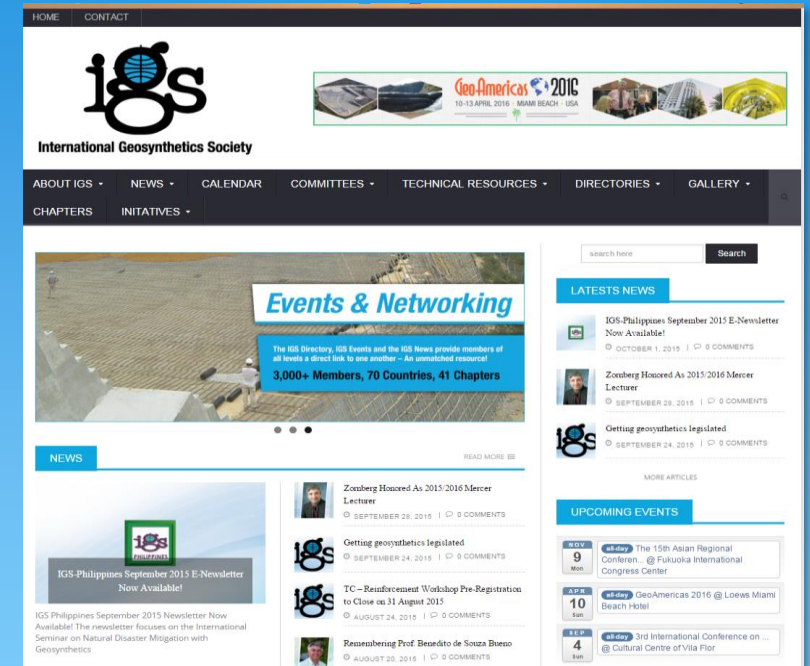 HOME
CONTACT
igs
International Geosynthetics Society
GeoAmericas 2016
10-13 APRIL 2016 · MIAMI BEACH · USA
ABOUT IGS
NEWS
CALENDAR
COMMITTEES
TECHNICAL RESOURCES
DIRECTORIES
GALLERY
CHAPTERS
INITATIVES
Events & Networking
The IGS Directory, IGS Events and the IGS News provide members of
all levels a direct link to one another – An unmatched resource!
3,000+ Members, 70 Countries, 41 Chapters
NEWS
READ MORE
igs
PHILIPPINES
IGS-Philippines September 2015 E-Newsletter
Now Available!
IGS Philippines September 2015 Newsletter Now
Available! The newsletter focuses on the International
Seminar on Natural Disaster Mitigation with
Geosynthetics
Zornberg Honored As 2015/2016 Mercer
Lecturer
SEPTEMBER 28, 2015 | 0 COMMENTS
igs
Getting geosynthetics legislated
SEPTEMBER 24, 2015 | 0 COMMENTS
igs
TC – Reinforcement Workshop Pre-Registration
to Close on 31 August 2015
AUGUST 24, 2015 | 0 COMMENTS
Remembering Prof. Benedito de Souza Bueno
AUGUST 20, 2015 | 0 COMMENTS
search here
Search
LATESTS NEWS
igs
IGS-Philippines September 2015 E-Newsletter
Now Available!
OCTOBER 1, 2015 | 0 COMMENTS
Zornberg Honored As 2015/2016 Mercer
Lecturer
SEPTEMBER 28, 2015 | 0 COMMENTS
igs
Getting geosynthetics legislated
SEPTEMBER 24, 2015 | 0 COMMENTS
MORE ARTICLES
UPCOMING EVENTS
NOV
9
Mon
all-day The 15th Asian Regional
Conferen... @ Fukuoka International
Congress Center
APR
10
Sun
all-day GeoAmericas 2016 @ Loews Miami
Beach Hotel
SEP
4
Sun
all-day 3rd International Conference on ...
@ Cultural Centre of Vila Flor